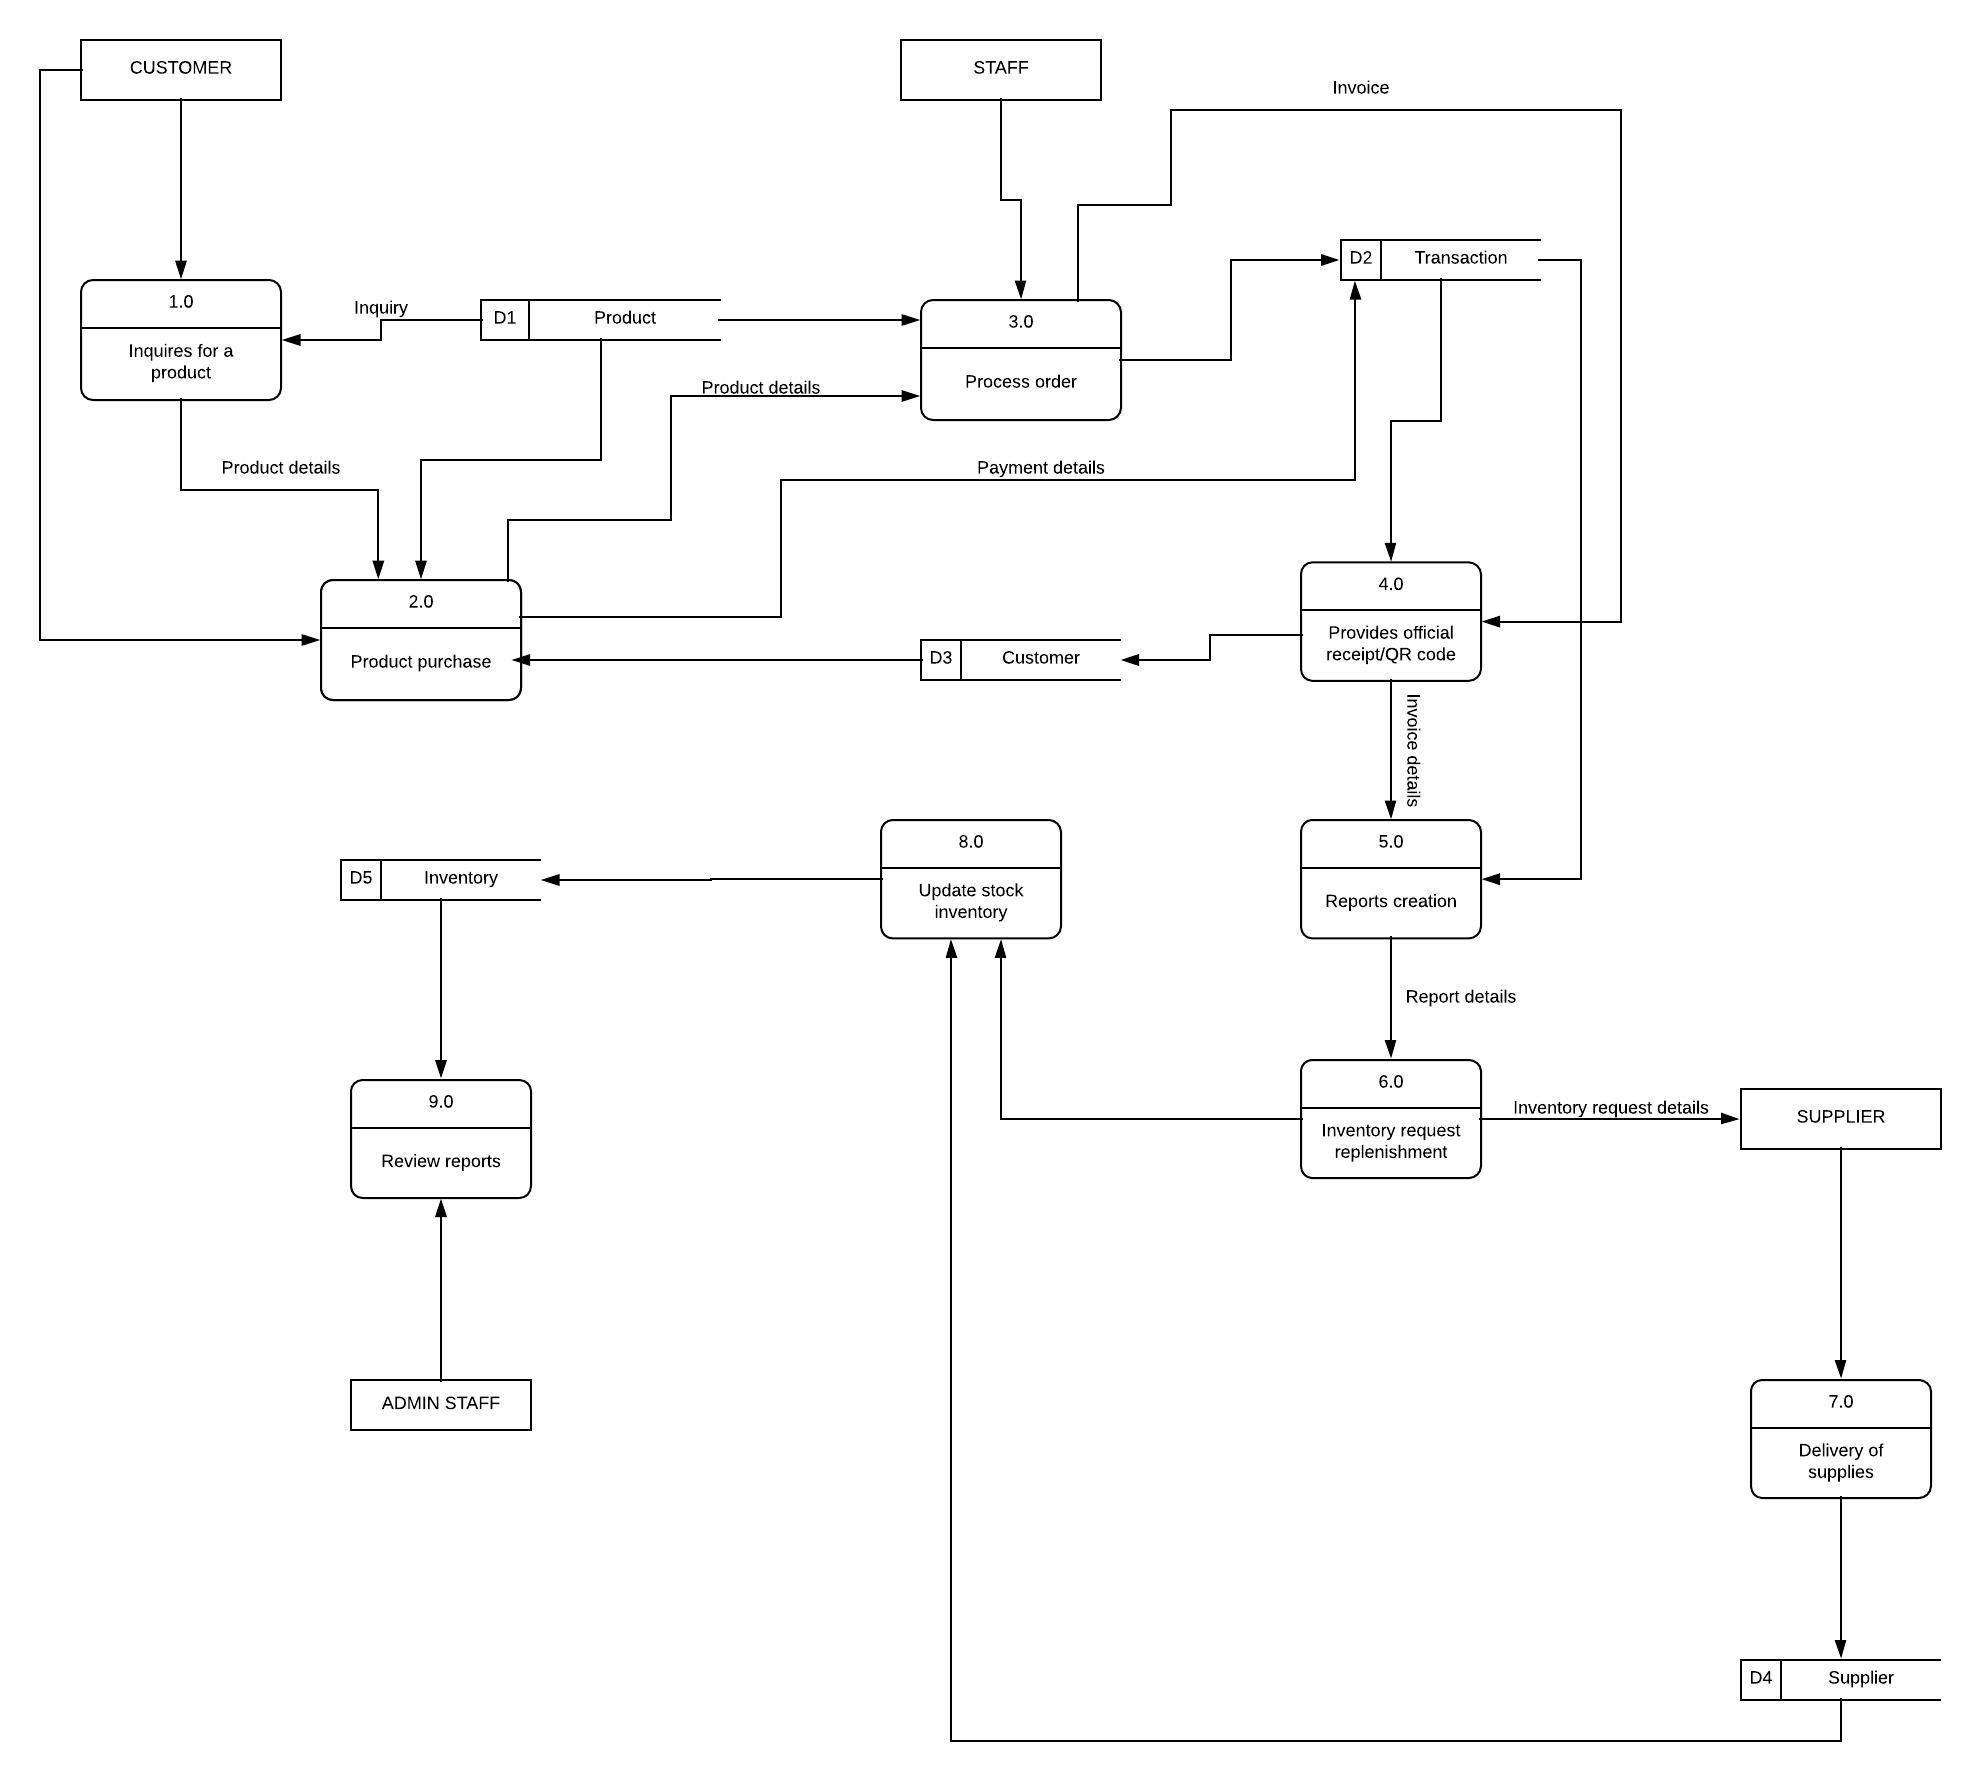 CUSTOMER
STAFF
Invoice
D2
Transaction
1.0
Inquires for a
product
Inquiry
D1
Product
3.0
Process order
Product details
Product details
Payment details
2.0
Product purchase
D3
Customer
4.0
Provides official
receipt/QR code
Invoice details
D5
Inventory
8.0
Update stock
inventory
5.0
Reports creation
Report details
9.0
Review reports
6.0
Inventory request
replenishment
Inventory request details
SUPPLIER
ADMIN STAFF
7.0
Delivery of
supplies
D4
Supplier